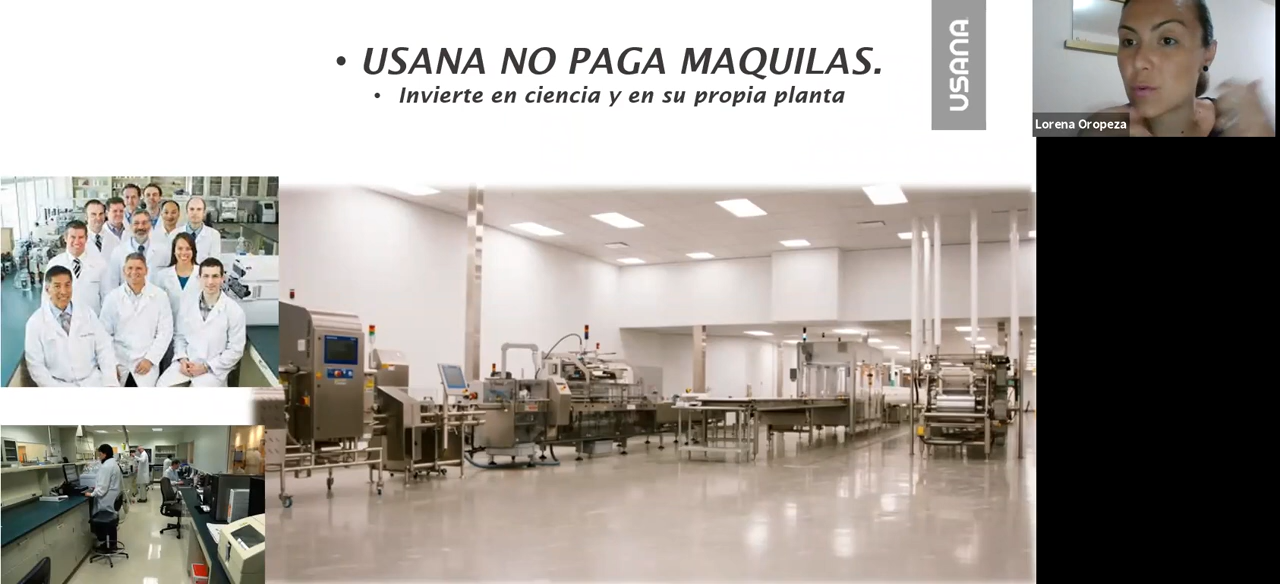 • USANA NO PAGA MAQUILAS.
• Invierte en ciencia y en su propia planta
USANA
Lorena Oropeza